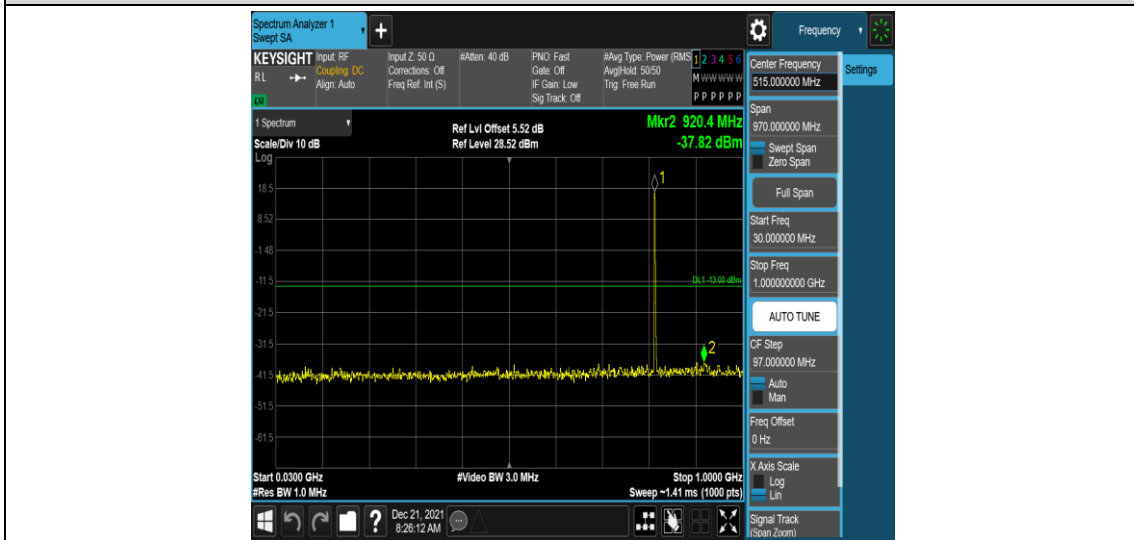 Spectrum Analyzer 1
Swept SA
+
Frequency
KEYSIGHT
RL
LXI
Input: RF
Coupling: DC
Align: Auto
Input Z: 50 Ω
Corrections: Off
Freq Ref: Int (S)
#Atten: 40 dB
PNO: Fast
Gate: Off
IF Gain: Low
Sig Track: Off
#Avg Type: Power (RMS
Avg|Hold: 50/50
Trig: Free Run
1 2 3 4 5 6
M W W W W W
P P P P P P
1 Spectrum
Scale/Div 10 dB
Ref Lvl Offset 5.52 dB
Ref Level 28.52 dBm
Mkr2 920.4 MHz
-37.82 dBm
Log
18.5
8.52
-1.48
-11.5
-21.5
-31.5
-41.5
-51.5
-61.5
1
DL1 -13.00 dBm
2
Start 0.0300 GHz
#Res BW 1.0 MHz
#Video BW 3.0 MHz
Stop 1.0000 GHz
Sweep ~1.41 ms (1000 pts)
?
Dec 21, 2021
8:26:12 AM
Center Frequency
515.000000 MHz
Settings
Span
970.000000 MHz
Swept Span
Zero Span
Full Span
Start Freq
30.000000 MHz
Stop Freq
1.000000000 GHz
AUTO TUNE
CF Step
97.000000 MHz
Auto
Man
Freq Offset
0 Hz
X Axis Scale
Log
Lin
Signal Track
(Span Zoom)